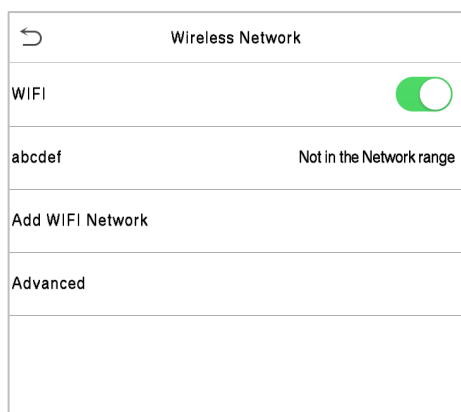 Wireless Network
WIFI
abcdef Not in the Network range
Add WIFI Network
Advanced